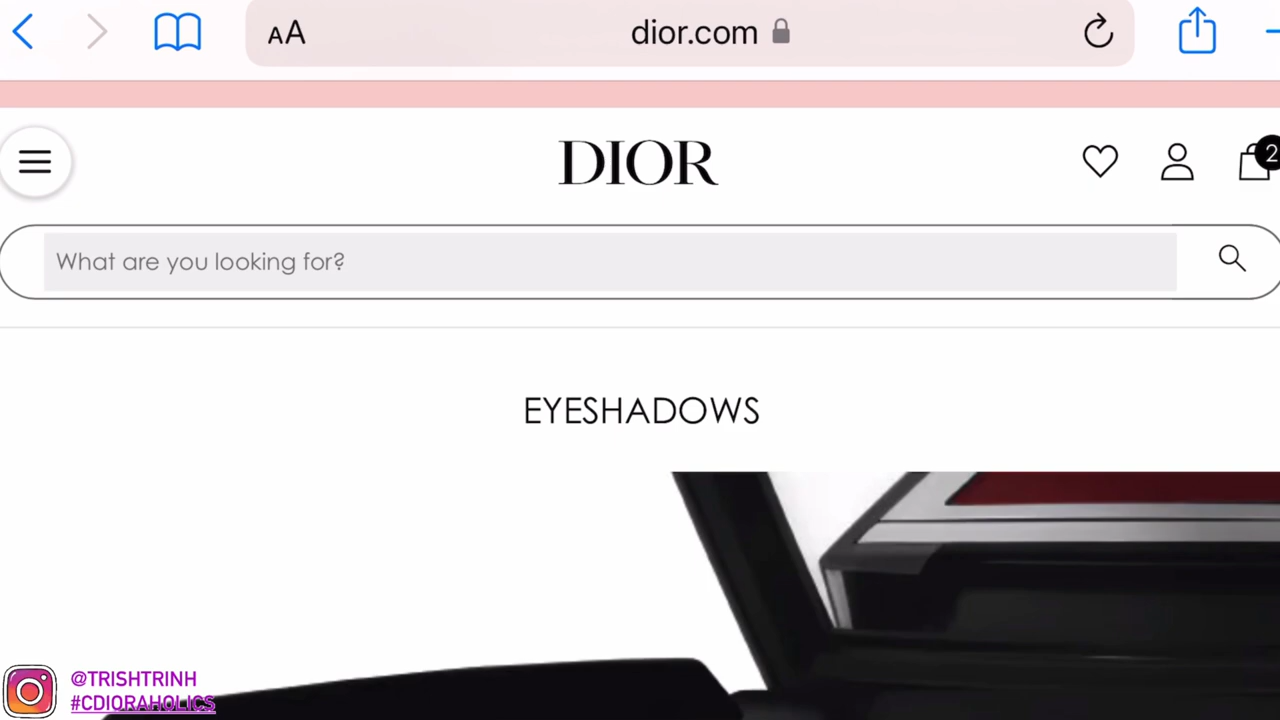 AA
dior.com
DIOR
2
What are you looking for?
EYESHADOWS
@TRISHTRINH
#CDIORAHOLICS